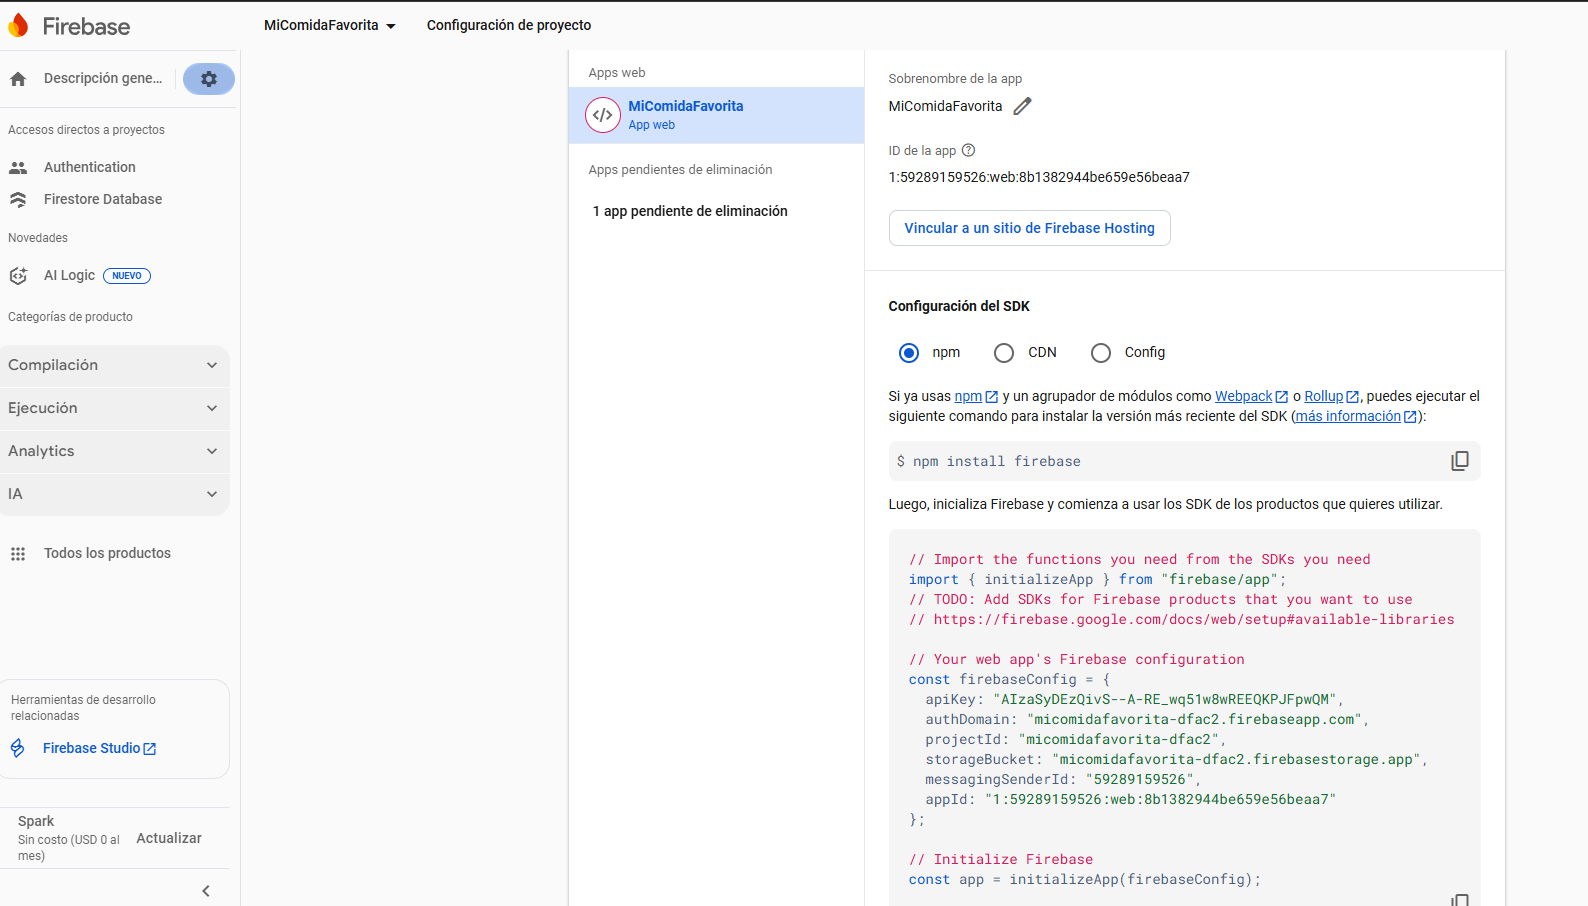 Firebase
MiComidaFavorita
Configuración de proyecto
Descripción gene...
Accesos directos a proyectos
Authentication
Firestore Database
Novedades
AI Logic NUEVO
Categorías de producto
Compilación
Ejecución
Analytics
IA
Todos los productos
Herramientas de desarrollo
relacionadas
Firebase Studio
Spark
Sin costo (USD 0 al
mes)
Actualizar
Apps web
MiComidaFavorita
App web
Apps pendientes de eliminación
1 app pendiente de eliminación
Sobrenombre de la app
MiComidaFavorita
ID de la app
1:59289159526:web:8b1382944be659e56beaa7
Vincular a un sitio de Firebase Hosting
Configuración del SDK
npm CDN Config
Si ya usas npm y un agrupador de módulos como Webpack o Rollup, puedes ejecutar el
siguiente comando para instalar la versión más reciente del SDK (más información):
$ npm install firebase
Luego, inicializa Firebase y comienza a usar los SDK de los productos que quieres utilizar.
// Import the functions you need from the SDKs you need
import { initializeApp } from "firebase/app";
// TODO: Add SDKs for Firebase products that you want to use
// https://firebase.google.com/docs/web/setup#available-libraries
// Your web app's Firebase configuration
const firebaseConfig = {
apiKey: "AIzaSyDEzQivS--A-RE_wq51w8wREEQKPJFpwQM",
authDomain: "micomidafavorita-dfac2.firebaseapp.com",
projectId: "micomidafavorita-dfac2",
storageBucket: "micomidafavorita-dfac2.firebasestorage.app",
messagingSenderId: "59289159526",
appId: "1:59289159526:web:8b1382944be659e56beaa7"
};
// Initialize Firebase
const app = initializeApp(firebaseConfig);